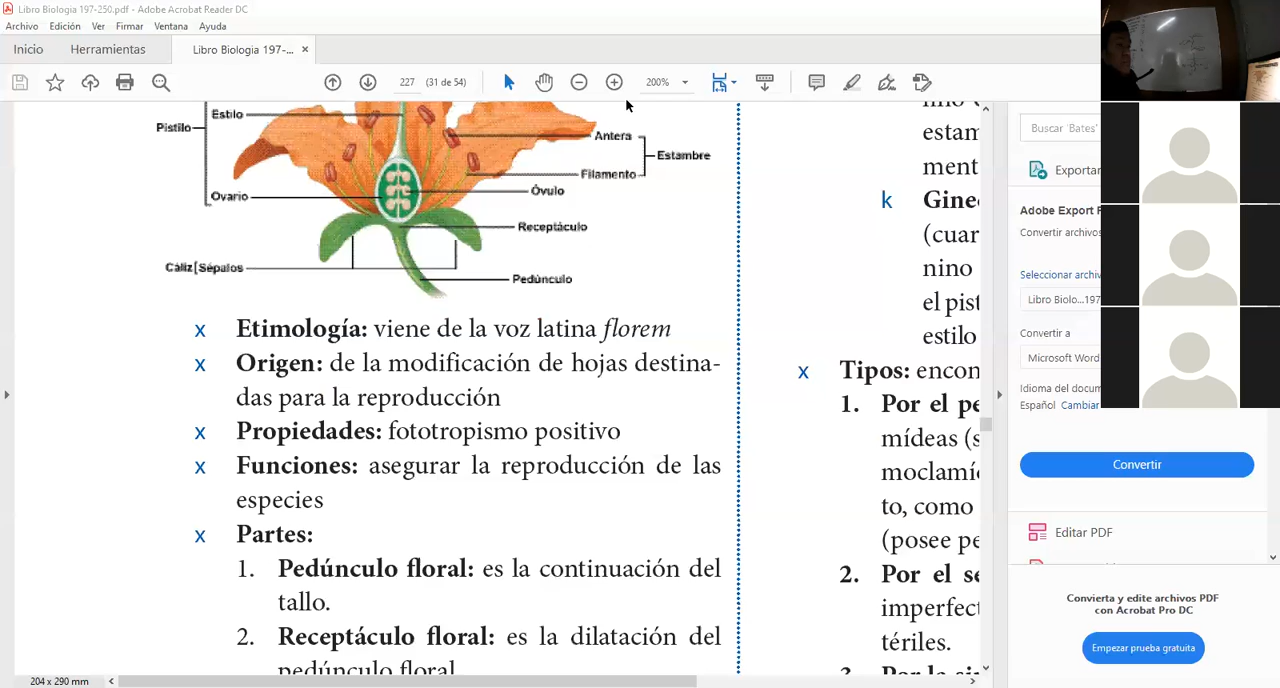 Libro Biologia 197-250.pdf - Adobe Acrobat Reader DC
Archivo Edición Ver Firmar Ventana Ayuda
Inicio Herramientas Libro Biologia 197-... ×
227 (31 de 54) 200%
Pistilo
Estilo
Ovario
Antera
Estambre
Filamento
Óvulo
Receptáculo
Cáliz[Sépalos
Pedúnculo
x Etimología: viene de la voz latina florem
x Origen: de la modificación de hojas destina-
das para la reproducción
x Propiedades: fototropismo positivo
x Funciones: asegurar la reproducción de las
especies
x Partes:
1. Pedúnculo floral: es la continuación del
tallo.
2. Receptáculo floral: es la dilatación del
pedúnculo floral
estam
ment
k Gine
(cuar
nino
el pist
estilo
x Tipos: encon
1. Por el pe
mídeas (s
moclamí
to, como
(posee pe
2. Por el se
imperfect
tériles.
Buscar 'Bates'
Exportar
Adobe Export P
Convertir archivos
Seleccionar archiv
Libro Biolo...197
Convertir a
Microsoft Word
Idioma del docum
Español Cambiar
Convertir
Editar PDF
Convierta y edite archivos PDF
con Acrobat Pro DC
Empezar prueba gratuita
204 x 290 mm